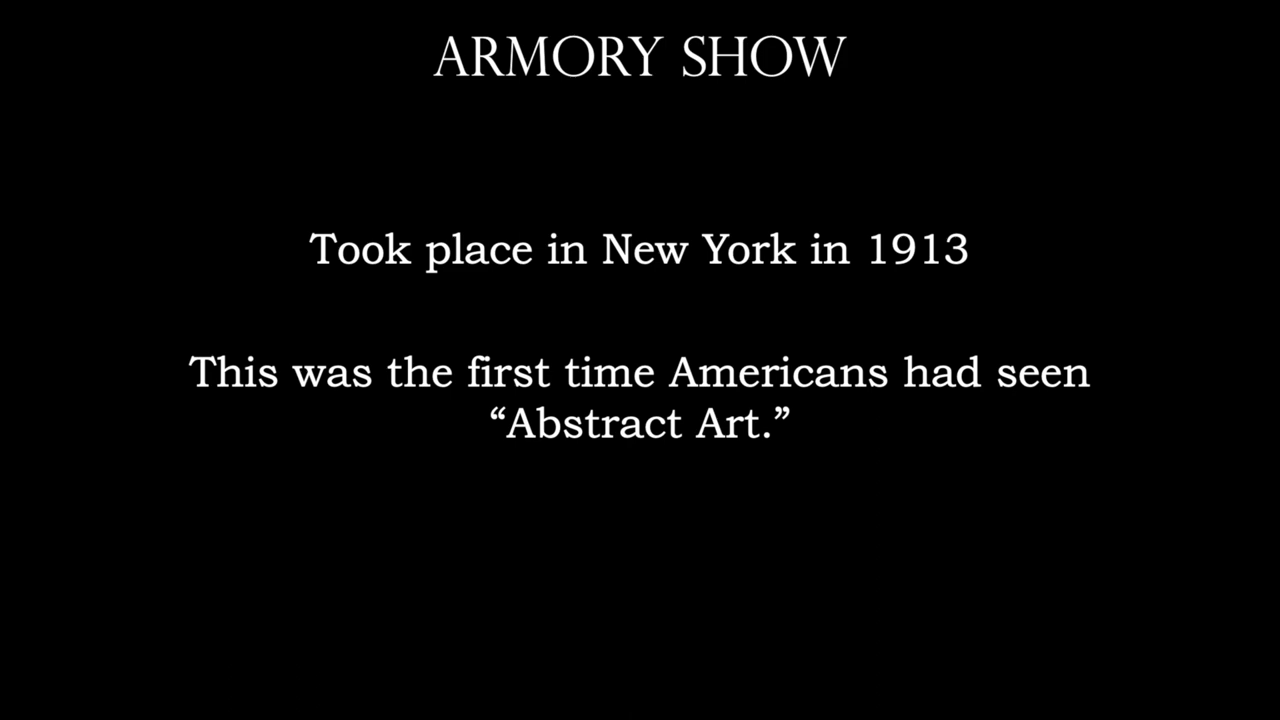 ARMORY SHOW
Took place in New York in 1913
This was the first time Americans had seen
“Abstract Art.”